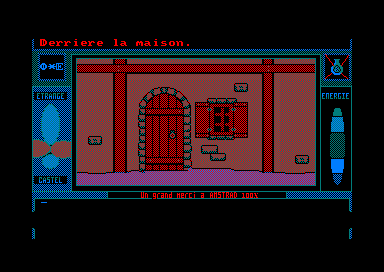 Derriere la maison.
ETRANGE
ENERGIE
CASTEL
Un grand merci a AMSTRAD 100%